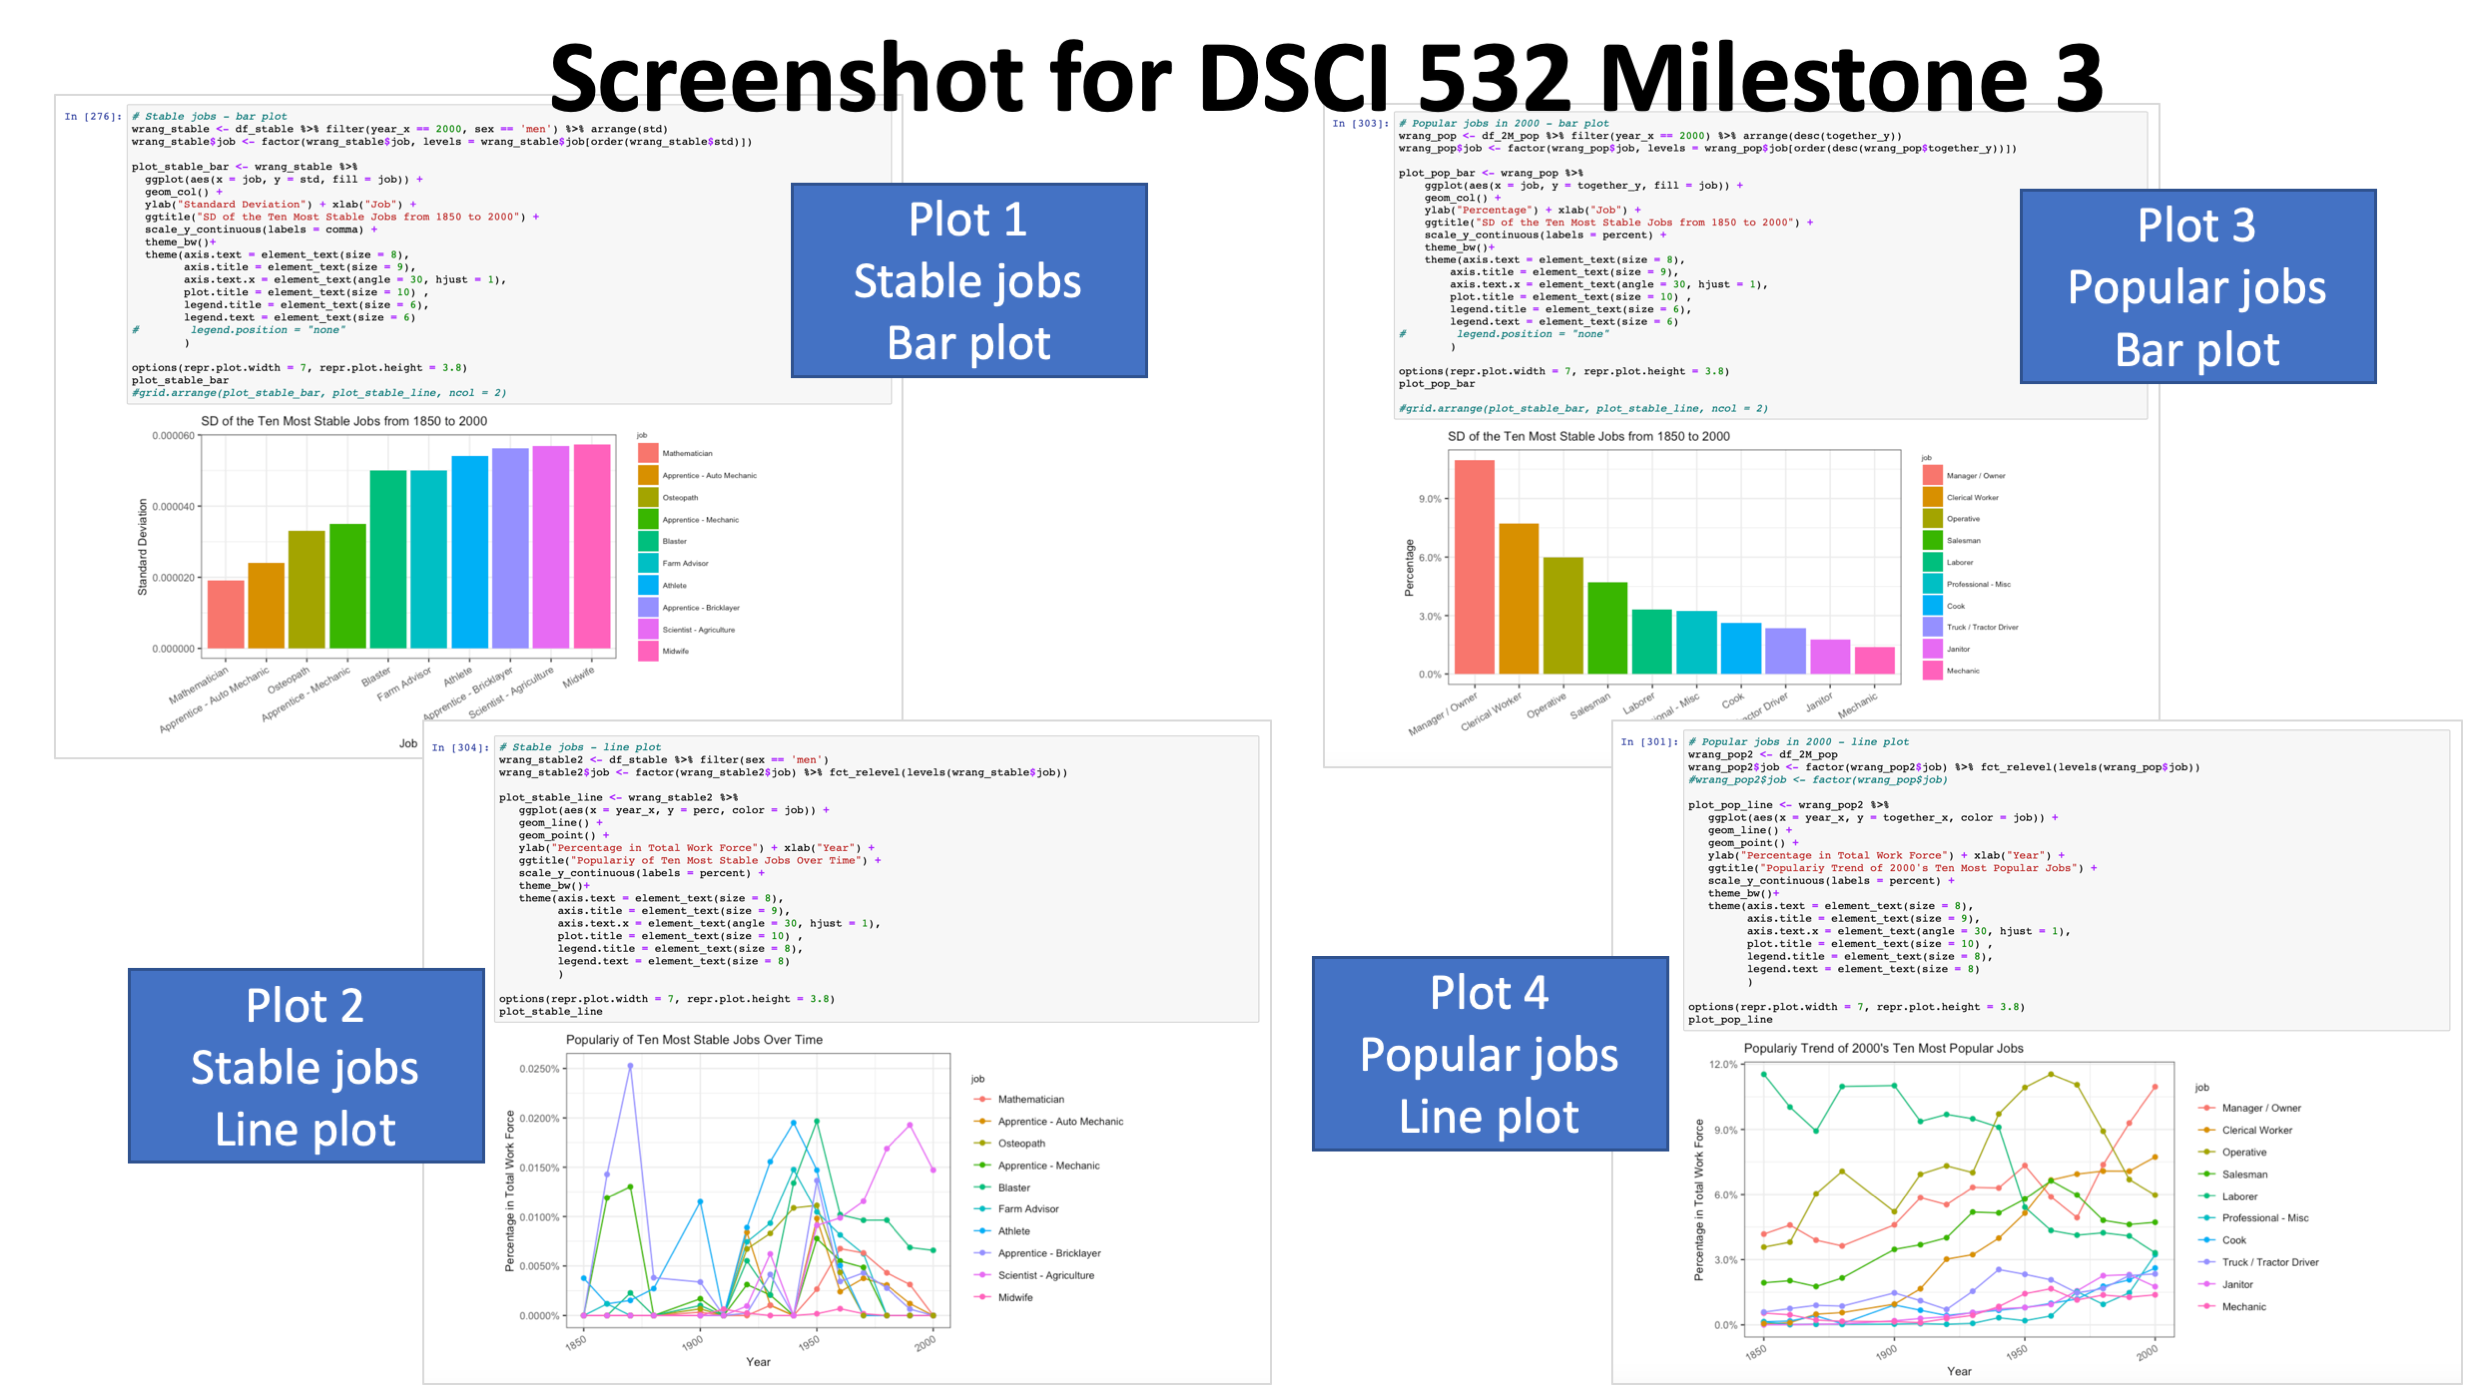 Screenshot for DSCI 532 Milestone 3
In [276]:
# Stable jobs - bar plot
wrang_stable <- df_stable %>% filter(year_x == 2000, sex == 'men') %>% arrange(std)
wrang_stable$job <- factor(wrang_stable$job, levels = wrang_stable$job[order(wrang_stable$std)])
plot_stable_bar <- wrang_stable %>%
ggplot(aes(x = job, y = std, fill = job)) +
geom_col() +
ylab("Standard Deviation") + xlab("Job") +
ggtitle("SD of the Ten Most Stable Jobs from 1850 to 2000") +
scale_y_continuous(labels = comma) +
theme_bw()+
theme(axis.text = element_text(size = 8),
axis.title = element_text(size = 9),
axis.text.x = element_text(angle = 30, hjust = 1),
plot.title = element_text(size = 10) ,
legend.title = element_text(size = 6),
legend.text = element_text(size = 6)
# legend.position = "none"
)
options(repr.plot.width = 7, repr.plot.height = 3.8)
plot_stable_bar
#grid.arrange(plot_stable_bar, plot_stable_line, ncol = 2)
Plot 1
Stable jobs
Bar plot
SD of the Ten Most Stable Jobs from 1850 to 2000
Standard Deviation
0.000060
0.000040
0.000020
0.000000
Mathematician
Apprentice - Auto Mechanic
Osteopath
Apprentice - Mechanic
Blaster
Farm Advisor
Athlete
Apprentice - Bricklayer
Scientist - Agriculture
Midwife
Job
job
Mathematician
Apprentice - Auto Mechanic
Osteopath
Apprentice - Mechanic
Blaster
Farm Advisor
Athlete
Apprentice - Bricklayer
Scientist - Agriculture
Midwife
In [303]:
# Popular jobs in 2000 - bar plot
wrang_pop <- df_2M_pop %>% filter(year_x == 2000) %>% arrange(desc(together_y))
wrang_pop$job <- factor(wrang_pop$job, levels = wrang_pop$job[order(desc(wrang_pop$together_y))])
plot_pop_bar <- wrang_pop %>%
ggplot(aes(x = job, y = together_y, fill = job)) +
geom_col() +
ylab("Percentage") + xlab("Job") +
ggtitle("SD of the Ten Most Stable Jobs from 1850 to 2000") +
scale_y_continuous(labels = percent) +
theme_bw()+
theme(axis.text = element_text(size = 8),
axis.title = element_text(size = 9),
axis.text.x = element_text(angle = 30, hjust = 1),
plot.title = element_text(size = 10) ,
legend.title = element_text(size = 6),
legend.text = element_text(size = 6)
# legend.position = "none"
)
options(repr.plot.width = 7, repr.plot.height = 3.8)
plot_pop_bar
#grid.arrange(plot_stable_bar, plot_stable_line, ncol = 2)
Plot 3
Popular jobs
Bar plot
SD of the Ten Most Stable Jobs from 1850 to 2000
Percentage
9.0%
6.0%
3.0%
0.0%
Manager / Owner
Clerical Worker
Operative
Salesman
Laborer
ional - Misc
Cook
actor Driver
Janitor
Mechanic
job
Manager / Owner
Clerical Worker
Operative
Salesman
Laborer
Professional - Misc
Cook
Truck / Tractor Driver
Janitor
Mechanic
In [304]:
# Stable jobs - line plot
wrang_stable2 <- df_stable %>% filter(sex == 'men')
wrang_stable2$job <- factor(wrang_stable2$job) %>% fct_relevel(levels(wrang_stable$job))
plot_stable_line <- wrang_stable2 %>%
ggplot(aes(x = year_x, y = perc, color = job)) +
geom_line() +
geom_point() +
ylab("Percentage in Total Work Force") + xlab("Year") +
ggtitle("Populariy of Ten Most Stable Jobs Over Time") +
scale_y_continuous(labels = percent) +
theme_bw()+
theme(axis.text = element_text(size = 8),
axis.title = element_text(size = 9),
axis.text.x = element_text(angle = 30, hjust = 1),
plot.title = element_text(size = 10) ,
legend.title = element_text(size = 8),
legend.text = element_text(size = 8)
)
options(repr.plot.width = 7, repr.plot.height = 3.8)
plot_stable_line
Plot 2
Stable jobs
Line plot
Populariy of Ten Most Stable Jobs Over Time
Percentage in Total Work Force
0.0250%
0.0200%
0.0150%
0.0100%
0.0050%
0.0000%
1850
1900
1950
2000
Year
job
Mathematician
Apprentice - Auto Mechanic
Osteopath
Apprentice - Mechanic
Blaster
Farm Advisor
Athlete
Apprentice - Bricklayer
Scientist - Agriculture
Midwife
In [301]:
# Popular jobs in 2000 - line plot
wrang_pop2 <- df_2M_pop
wrang_pop2$job <- factor(wrang_pop2$job) %>% fct_relevel(levels(wrang_pop$job))
#wrang_pop2$job <- factor(wrang_pop$job)
plot_pop_line <- wrang_pop2 %>%
ggplot(aes(x = year_x, y = together_x, color = job)) +
geom_line() +
geom_point() +
ylab("Percentage in Total Work Force") + xlab("Year") +
ggtitle("Populariy Trend of 2000's Ten Most Popular Jobs") +
scale_y_continuous(labels = percent) +
theme_bw()+
theme(axis.text = element_text(size = 8),
axis.title = element_text(size = 9),
axis.text.x = element_text(angle = 30, hjust = 1),
plot.title = element_text(size = 10) ,
legend.title = element_text(size = 8),
legend.text = element_text(size = 8)
)
options(repr.plot.width = 7, repr.plot.height = 3.8)
plot_pop_line
Plot 4
Popular jobs
Line plot
Populariy Trend of 2000's Ten Most Popular Jobs
Percentage in Total Work Force
12.0%
9.0%
6.0%
3.0%
0.0%
1850
1900
1950
2000
Year
job
Manager / Owner
Clerical Worker
Operative
Salesman
Laborer
Professional - Misc
Cook
Truck / Tractor Driver
Janitor
Mechanic